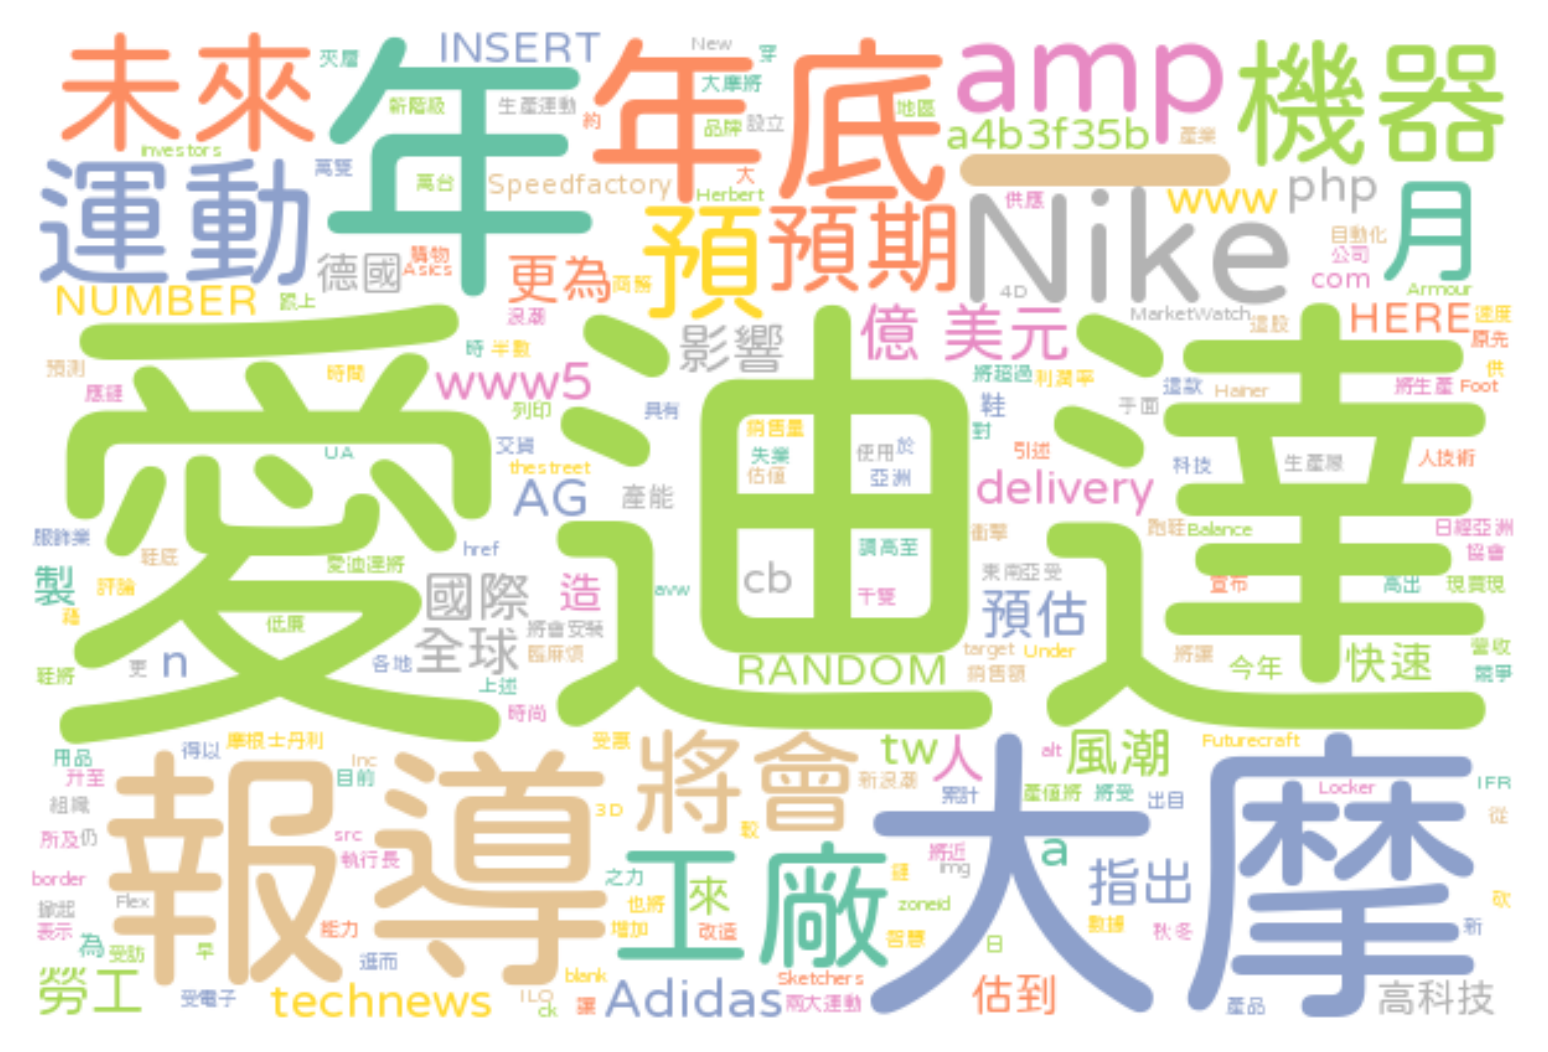 未來
夾層
年
INSERT
年底
New
穿
amp
機器
新階級
生產運動
約
大摩將
品牌
設立
地區
a4b3f35b
產業
investors
運動
萬雙
萬台
Speedfactory
大
Herbert
供應
www
php
月
德國
購物
Asics
更為
商務
預
預期
Nike
4D
自動化
公司
com
Armour
NUMBER
跟上
浪潮
影響
億
美元
MarketWatch
這股
HERE
速度
原先
預測
應鏈
時間
時
半數
www5
列印
具有
將超過
利潤率
鞋
對
手面
這款
Hainer
將生產
Foot
供
愛迪達
UA
交貨
thestreet
AG
產能
銷售量
失業
估值
使用
於
亞洲
引述
delivery
科技
生產線
人技術
服飾業
鞋底
愛迪達將
href
調高至
衝擊
跑鞋
Balance
日經亞洲
協會
製
評論
國際
造
avw
cb
千雙
東南亞受
預估
宣布
高出
現買現
低廉
全球
將會安裝
臨麻煩
更
n
各地
RANDOM
target
Under
銷售額
將讓
今年
快速
營收
競爭
鞋將
上述
時尚
用品
升至
得以
摩根士丹利
Inc
目前
受惠
將會
新浪潮
tw
人
alt
風潮
Futurecraft
大摩
Locker
IFR
組織
所及
仍
報導
src
執行長
3D
較
累計
產值將
將受
出目
從
border
Flex
掀起
表示
之力
工廠
來
將近
img
a
指出
鏈
zoneid
為
受訪
早
能力
進而
也將
增加
改造
智慧
日
數據
秋冬
砍
新
勞工
受電子
technews
ILO
ck
blank
讓
Adidas
Sketchers
兩大運動
估到
產品
高科技